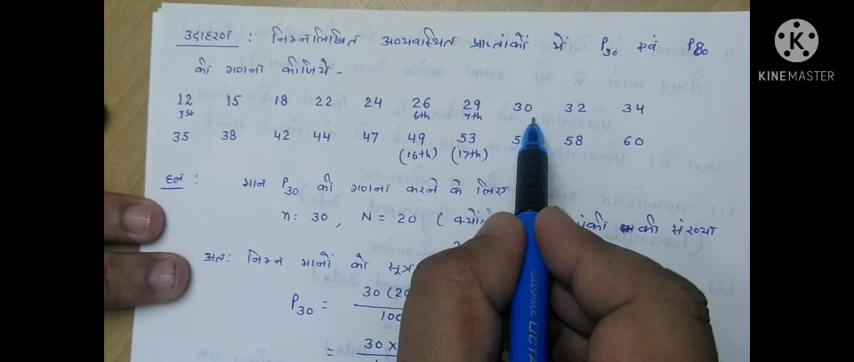 उदाहरण : निम्नलिखित अव्यवस्थित प्राप्तांकों में P30 एवं P80
की गणना कीजिये -
12 15 18 22 24 26 29 30 32 34
1st 6th 7th
35 38 42 44 47 49 53 58 60
(16th) (17th)
हल : मान P30 की गणना करने के लिए
n = 30 , N = 20 ( की संख्या
अतः निम्न मानों को सूत्र
P30 = 30 (20
100
= 30 ×
K
KINEMASTER